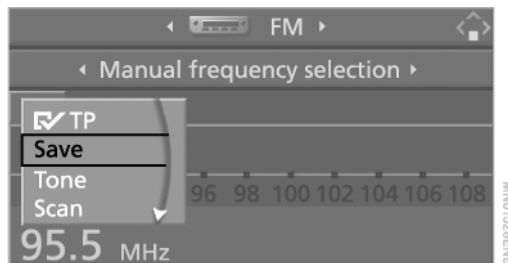 FM
Manual frequency selection
TP
Save
Tone
Scan
96 98 100 102 104 106 108
95.5 MHz